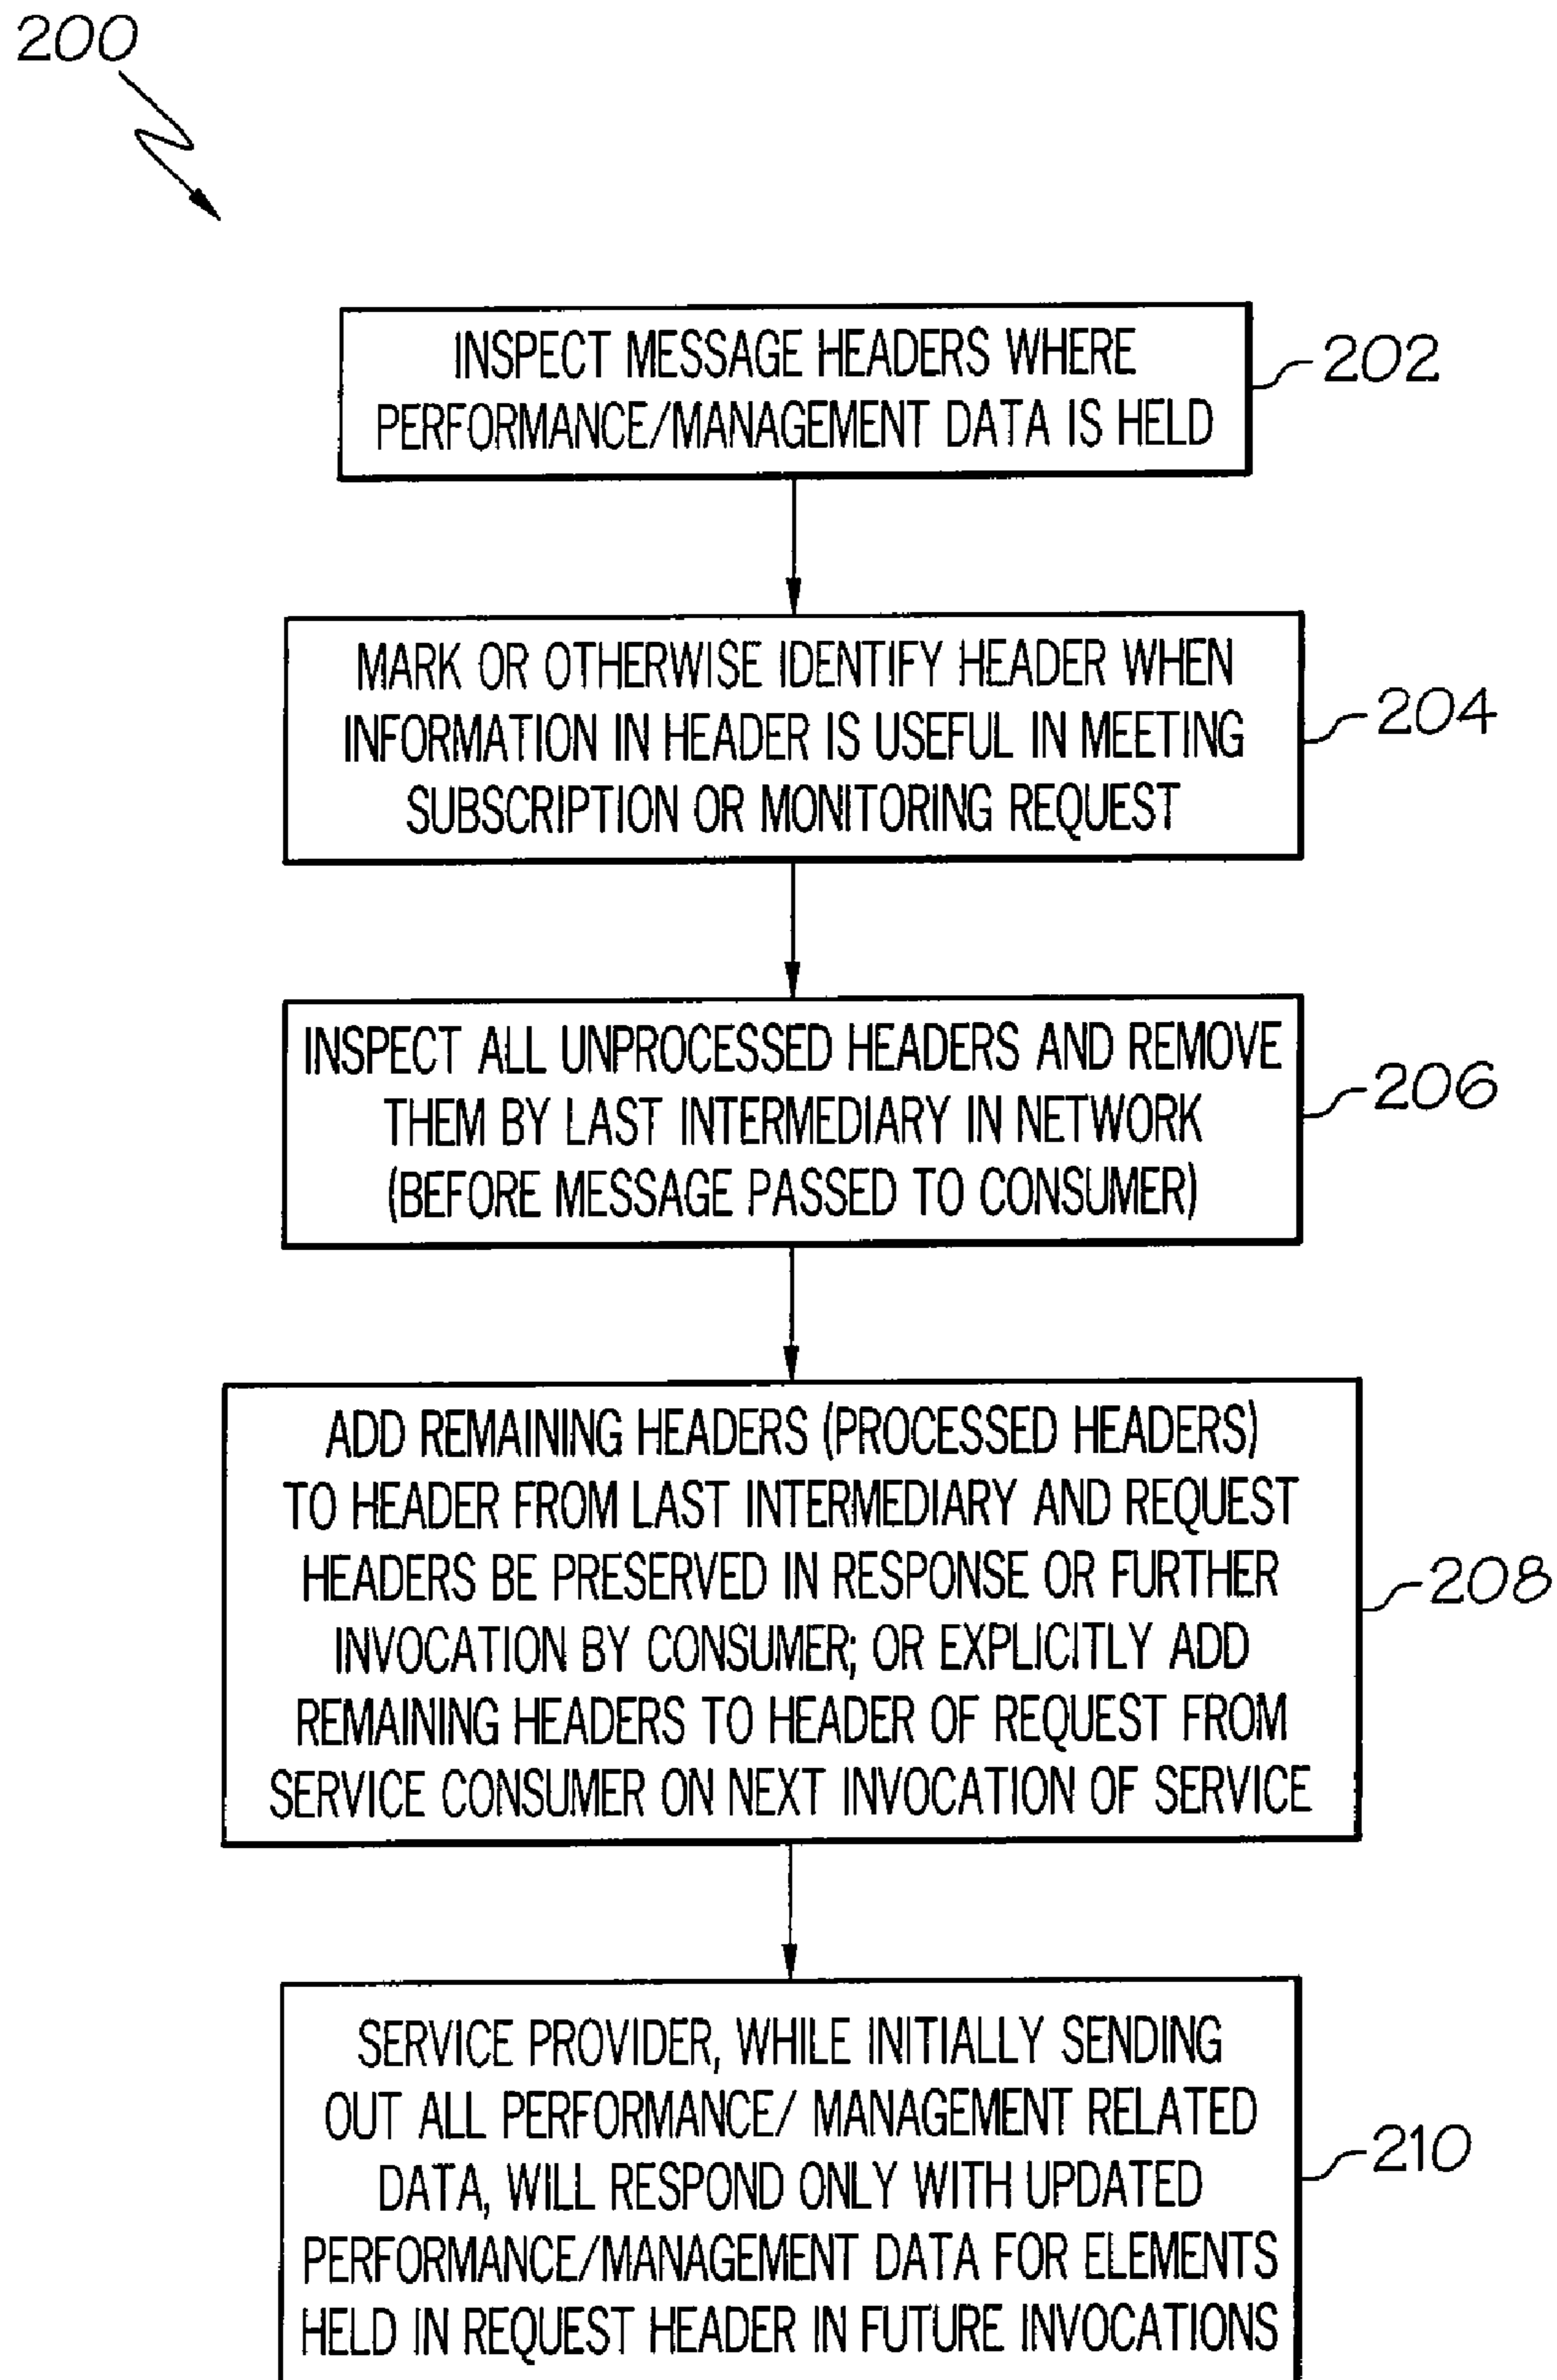 200
INSPECT MESSAGE HEADERS WHERE
PERFORMANCE/MANAGEMENT DATA IS HELD
202
MARK OR OTHERWISE IDENTIFY HEADER WHEN
INFORMATION IN HEADER IS USEFUL IN MEETING
SUBSCRIPTION OR MONITORING REQUEST
204
INSPECT ALL UNPROCESSED HEADERS AND REMOVE
THEM BY LAST INTERMEDIARY IN NETWORK
(BEFORE MESSAGE PASSED TO CONSUMER)
206
ADD REMAINING HEADERS (PROCESSED HEADERS)
TO HEADER FROM LAST INTERMEDIARY AND REQUEST
HEADERS BE PRESERVED IN RESPONSE OR FURTHER
INVOCATION BY CONSUMER; OR EXPLICITLY ADD
REMAINING HEADERS TO HEADER OF REQUEST FROM
SERVICE CONSUMER ON NEXT INVOCATION OF SERVICE
208
SERVICE PROVIDER, WHILE INITIALLY SENDING
OUT ALL PERFORMANCE/ MANAGEMENT RELATED
DATA, WILL RESPOND ONLY WITH UPDATED
PERFORMANCE/MANAGEMENT DATA FOR ELEMENTS
HELD IN REQUEST HEADER IN FUTURE INVOCATIONS
210